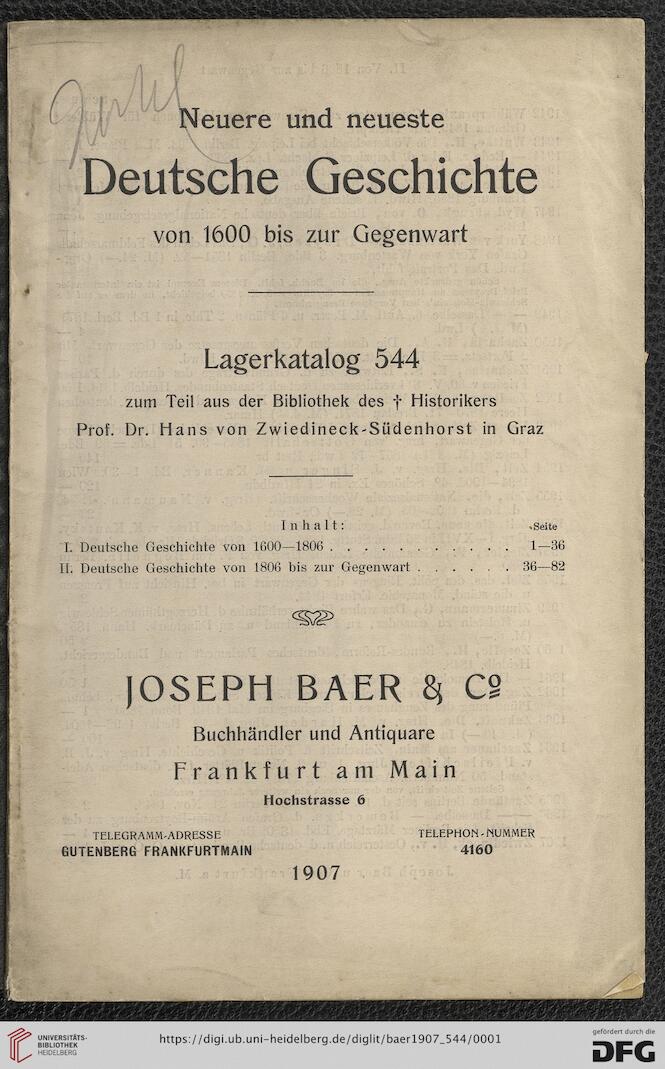 Neuere und neueste
Deutsche Geschichte
von 1600 bis zur Gegenwart
Lagerkatalog 544
zum Teil aus der Bibliothek des † Historikers
Prof. Dr. Hans von Zwiedineck-Südenhorst in Graz
Inhalt: Seite
I. Deutsche Geschichte von 1600—1806 . . . . . . . . . . . . 1—36
II. Deutsche Geschichte von 1806 bis zur Gegenwart . . . . . . 36—82
JOSEPH BAER & Cº
Buchhändler und Antiquare
Frankfurt am Main
Hochstrasse 6
TELEGRAMM-ADRESSE
GUTENBERG FRANKFURTMAIN
TELEPHON-NUMMER
4160
1907
UNIVERSITÄTS-
BIBLIOTHEK
HEIDELBERG
https://digi.ub.uni-heidelberg.de/diglit/baer1907_544/0001
gefördert durch die
DFG